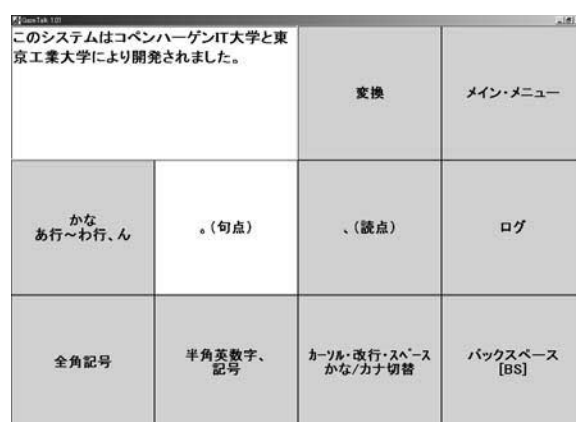 GazeTalk 1.01
このシステムはコペンハーゲンIT大学と東
京工業大学により開発されました。
変換
メイン・メニュー
かな
あ行～わ行、ん
。(句点)
、(読点)
ログ
全角記号
半角英数字、
記号
カーソル・改行・スペース
かな/カナ切替
バックスペース
[BS]